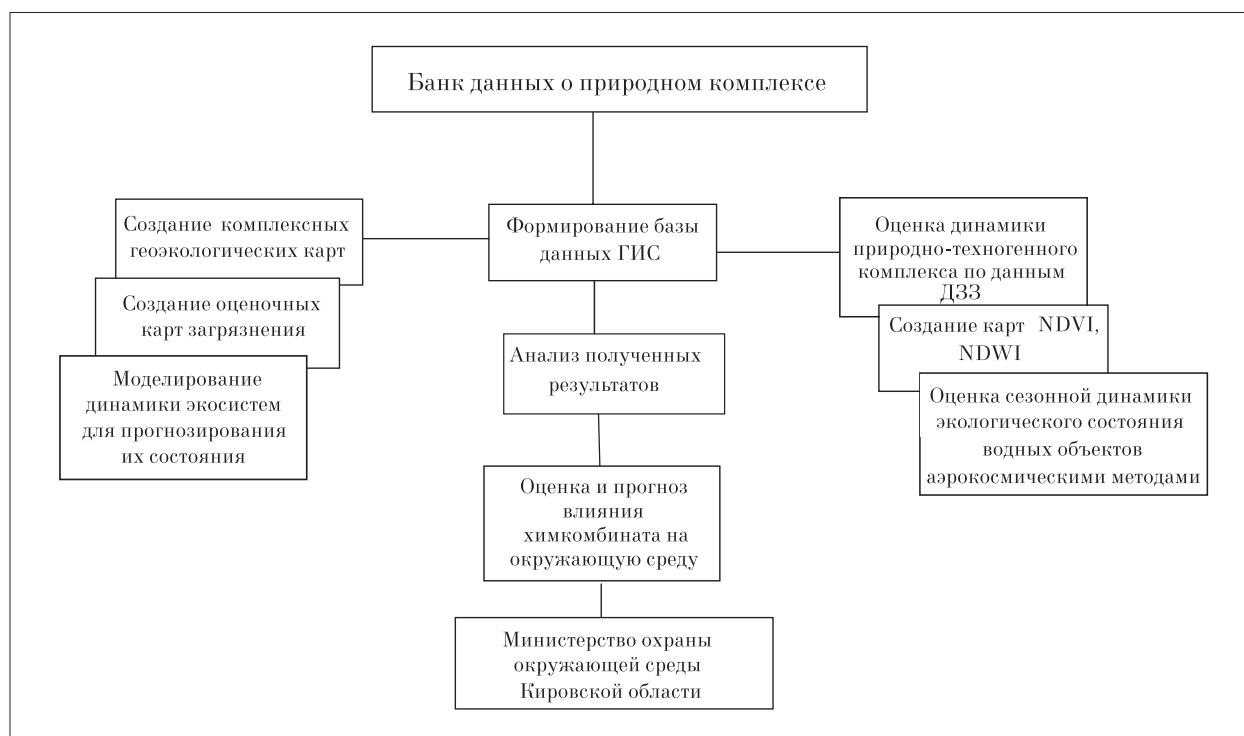 Банк данных о природном комплексе
Создание комплексных
геоэкологических карт
Создание оценочных
карт загрязнения
Моделирование
динамики экосистем
для прогнозирования
их состояния
Формирование базы
данных ГИС
Анализ полученных
результатов
Оценка и прогноз
влияния
химкомбината на
окружающую среду
Министерство охраны
окружающей среды
Кировской области
Оценка динамики
природно-техногенного
комплекса по данным
ДЗЗ
Создание карт NDVI,
NDWI
Оценка сезонной динамики
экологического состояния
водных объектов
аэрокосмическими методами